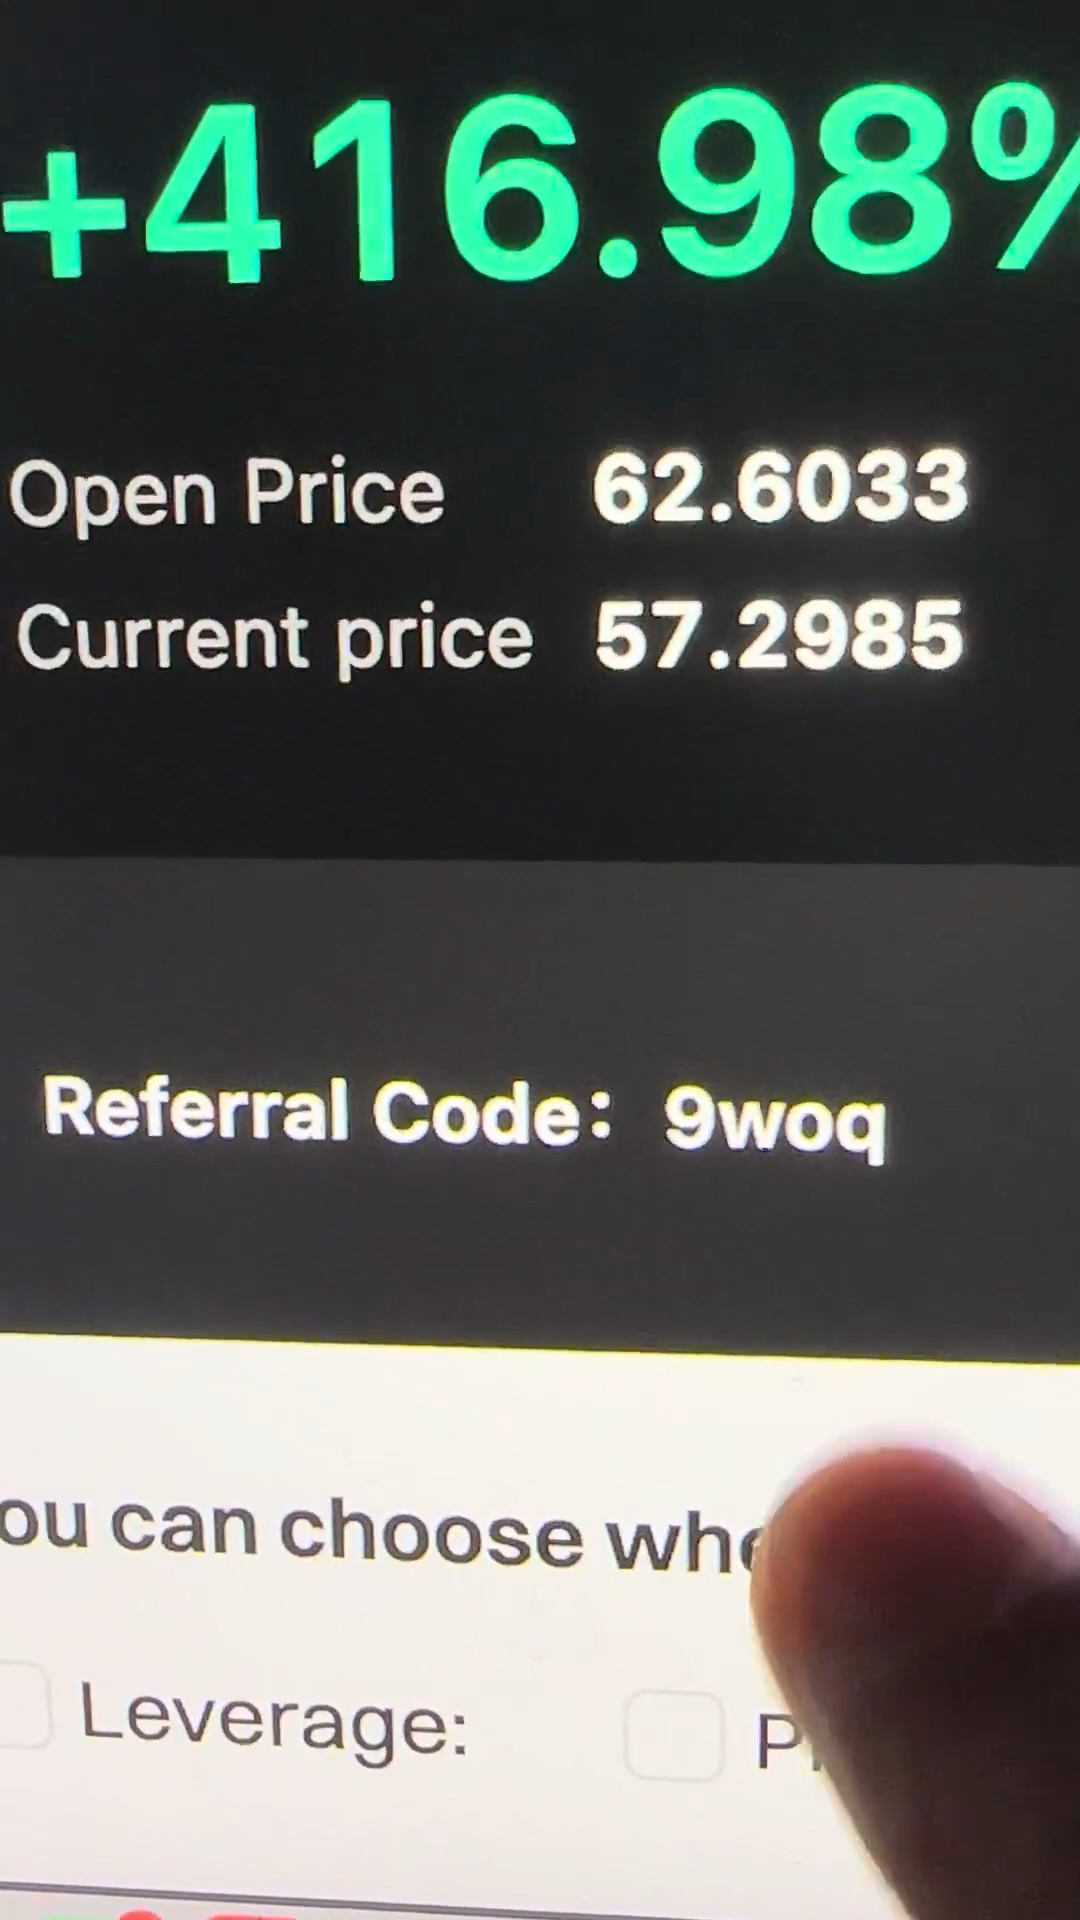 +416.98%
Open Price 62.6033
Current price 57.2985
Referral Code: 9woq
ou can choose whe
Leverage: